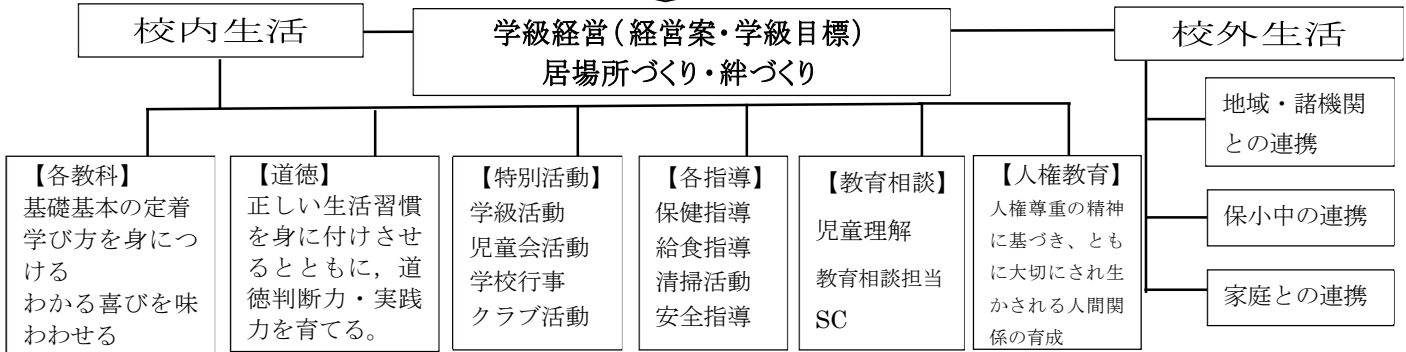 校内生活
学級経営(経営案・学級目標)
居場所づくり・絆づくり
校外生活
【各教科】
基礎基本の定着
学び方を身につ
ける
わかる喜びを味
わわせる
【道徳】
正しい生活習慣
を身に付けさせ
るとともに，道
徳判断力・実践
力を育てる。
【特別活動】
学級活動
児童会活動
学校行事
クラブ活動
【各指導】
保健指導
給食指導
清掃活動
安全指導
【教育相談】
児童理解
教育相談担当
SC
【人権教育】
人権尊重の精神
に基づき、とも
に大切にされ生
かされる人間関
係の育成
地域・諸機関
との連携
保小中の連携
家庭との連携